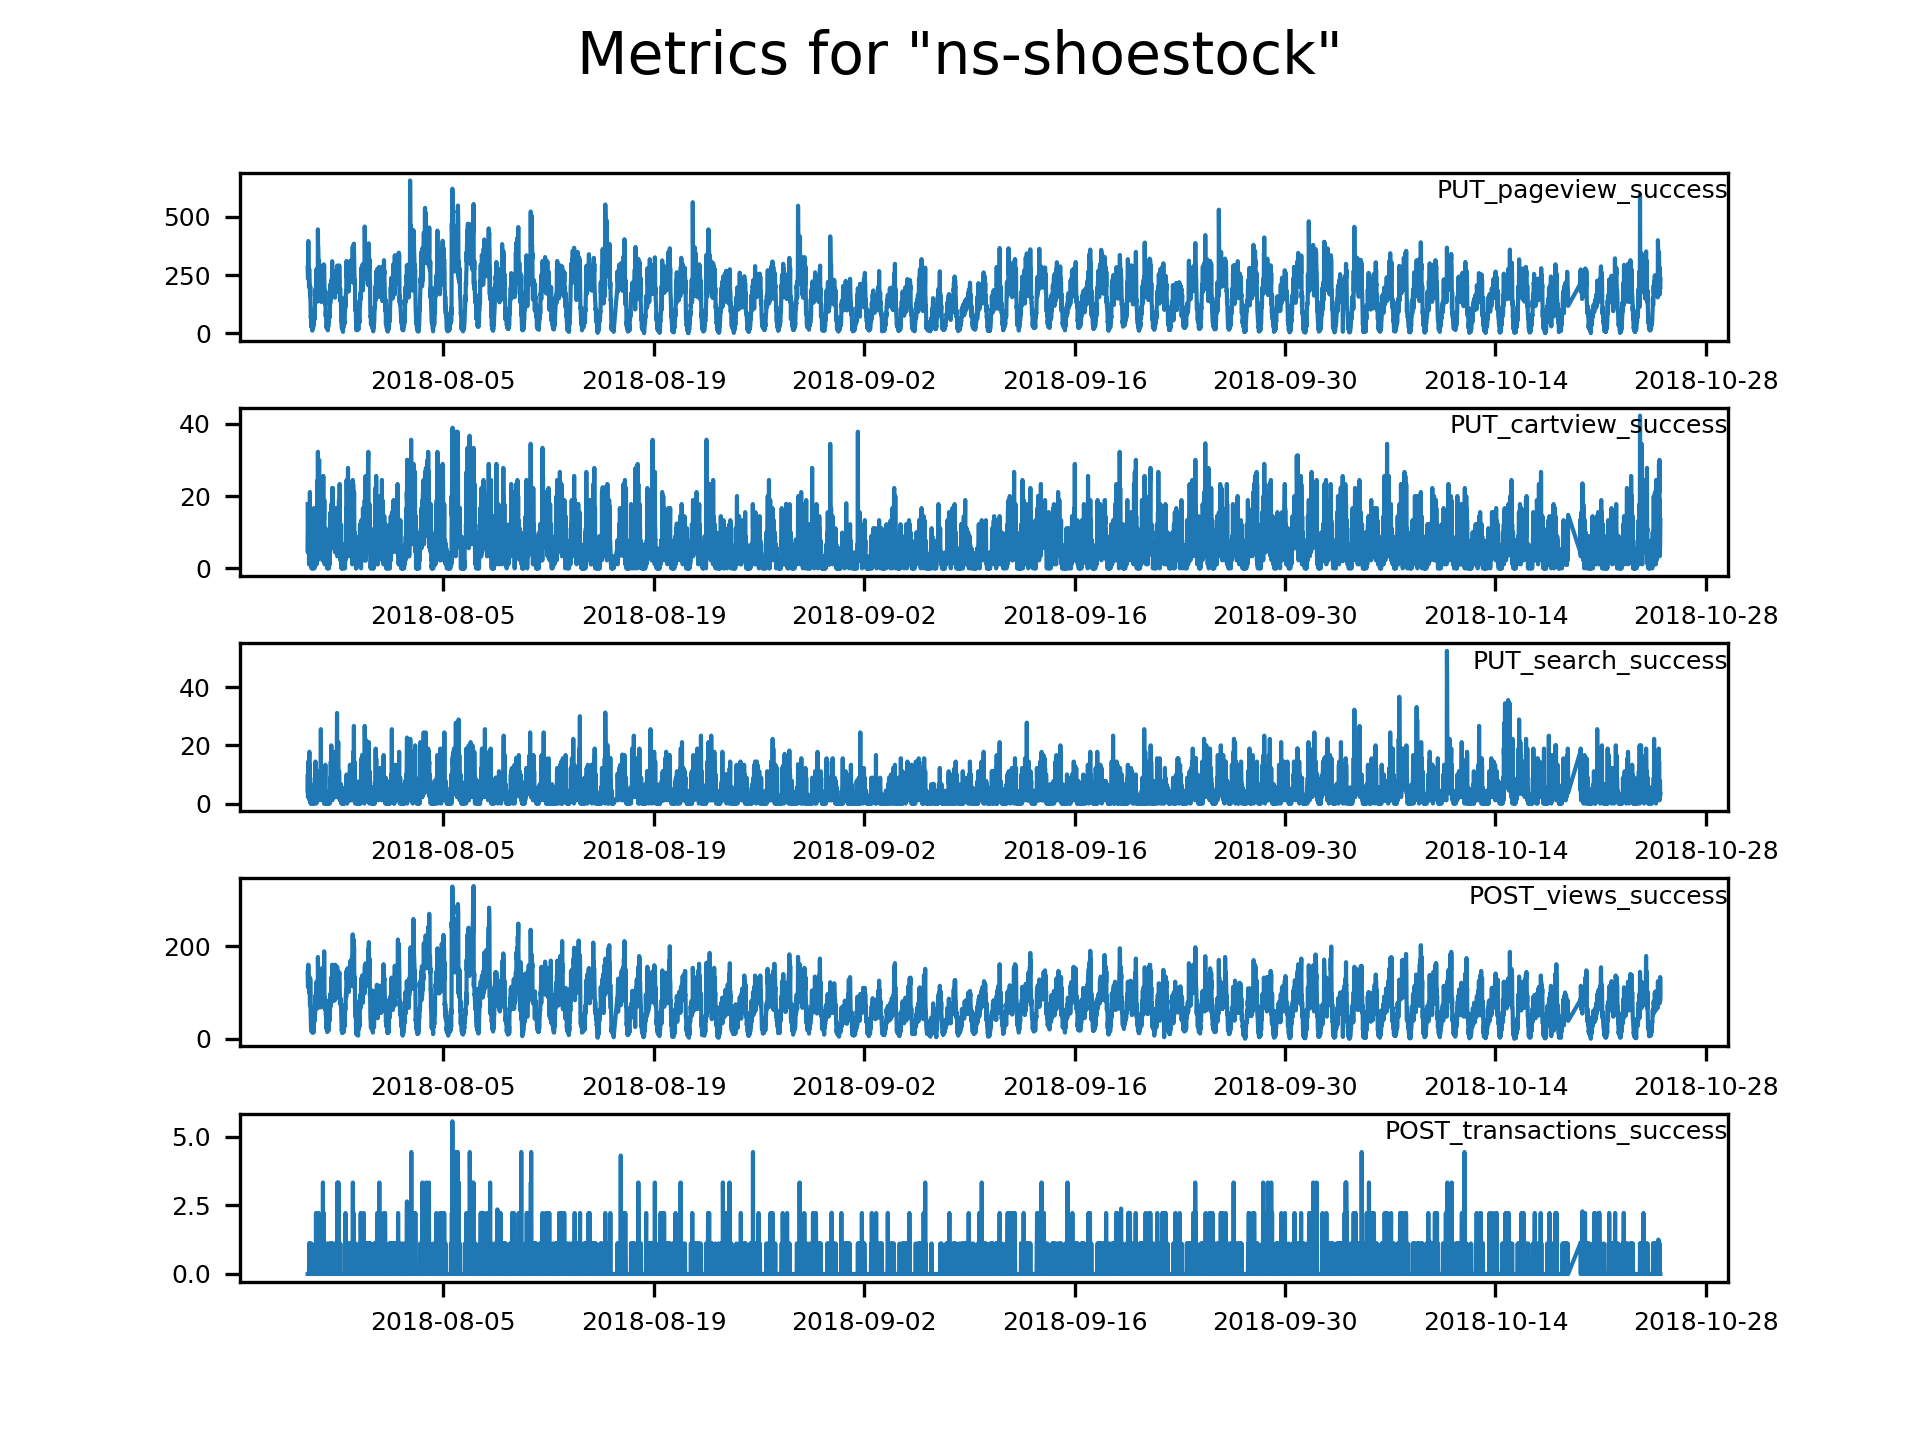 Metrics for "ns-shoestock"
PUT_pageview_success
500
250
0
2018-08-05 2018-08-19 2018-09-02 2018-09-16 2018-09-30 2018-10-14 2018-10-28
PUT_cartview_success
40
20
0
2018-08-05 2018-08-19 2018-09-02 2018-09-16 2018-09-30 2018-10-14 2018-10-28
PUT_search_success
40
20
0
2018-08-05 2018-08-19 2018-09-02 2018-09-16 2018-09-30 2018-10-14 2018-10-28
POST_views_success
200
0
2018-08-05 2018-08-19 2018-09-02 2018-09-16 2018-09-30 2018-10-14 2018-10-28
POST_transactions_success
5.0
2.5
0.0
2018-08-05 2018-08-19 2018-09-02 2018-09-16 2018-09-30 2018-10-14 2018-10-28